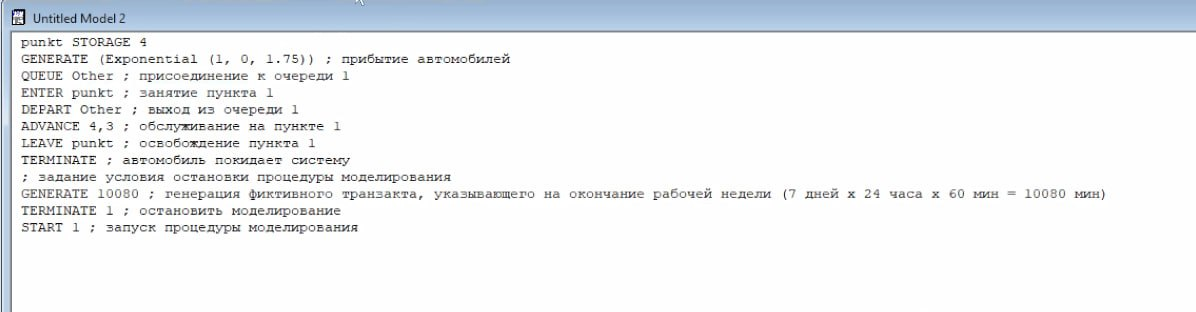 Untitled Model 2
punkt STORAGE 4
GENERATE (Exponential (1, 0, 1.75)) ; прибытие автомобилей
QUEUE Other ; присоединение к очереди 1
ENTER punkt ; занятие пункта 1
DEPART Other ; выход из очереди 1
ADVANCE 4,3 ; обслуживание на пункте 1
LEAVE punkt ; освобождение пункта 1
TERMINATE ; автомобиль покидает систему
; задание условия остановки процедуры моделирования
GENERATE 10080 ; генерация фиктивного транзакта, указывающего на окончание рабочей недели (7 дней х 24 часа х 60 мин = 10080 мин)
TERMINATE 1 ; остановить моделирование
START 1 ; запуск процедуры моделирования